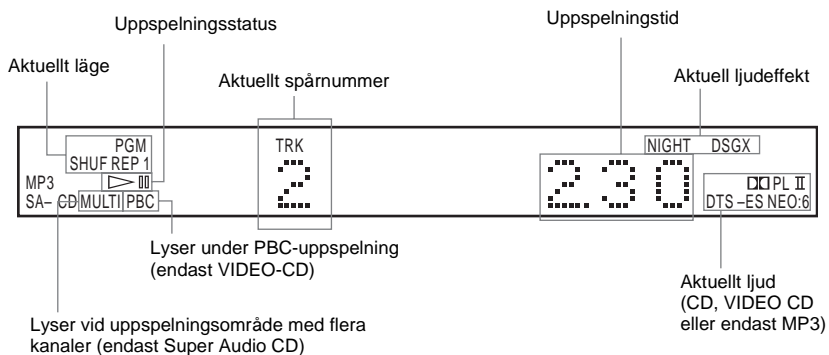 Uppspelningsstatus
Uppspelningstid
Aktuellt läge
Aktuellt spårnummer
Aktuell ljudeffekt
PGM
SHUF REP 1
MP3
SA– CD MULTI PBC
TRK
2
2.30
NIGHT DSGX
PL II
DTS –ES NEO:6
Lyser under PBC-uppspelning
(endast VIDEO-CD)
Aktuellt ljud
(CD, VIDEO CD
eller endast MP3)
Lyser vid uppspelningsområde med flera
kanaler (endast Super Audio CD)